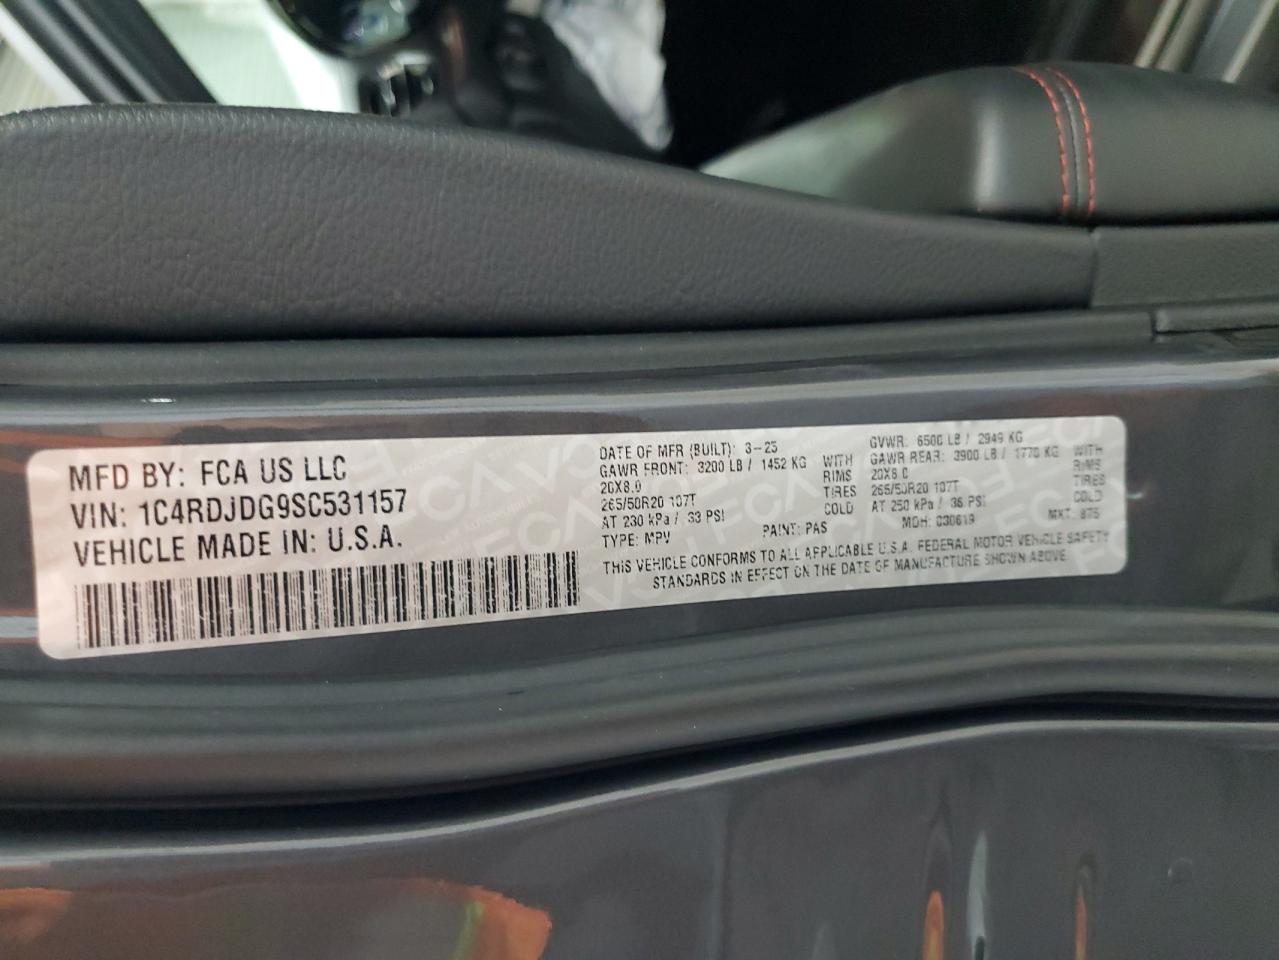 MFD BY: FCA US LLC
VIN: 1C4RDJDG9SC531157
VEHICLE MADE IN: U.S.A.
DATE OF MFR (BUILT): 3-25
GAWR FRONT: 3200 LB / 1452 KG WITH
20X8.0 RIMS
265/50R20 107T TIRES
AT 230 kPa / 33 PSI COLD
TYPE: MPV PAINT: PAS
GVWR: 6500 LB / 2949 KG
GAWR REAR: 3900 LB / 1770 KG WITH
20X8.0 RIMS
265/50R20 107T TIRES
AT 250 kPa / 36 PSI COLD
MDH: 030619 MKT: 875
THIS VEHICLE CONFORMS TO ALL APPLICABLE U.S.A. FEDERAL MOTOR VEHICLE SAFETY
STANDARDS IN EFFECT ON THE DATE OF MANUFACTURE SHOWN ABOVE